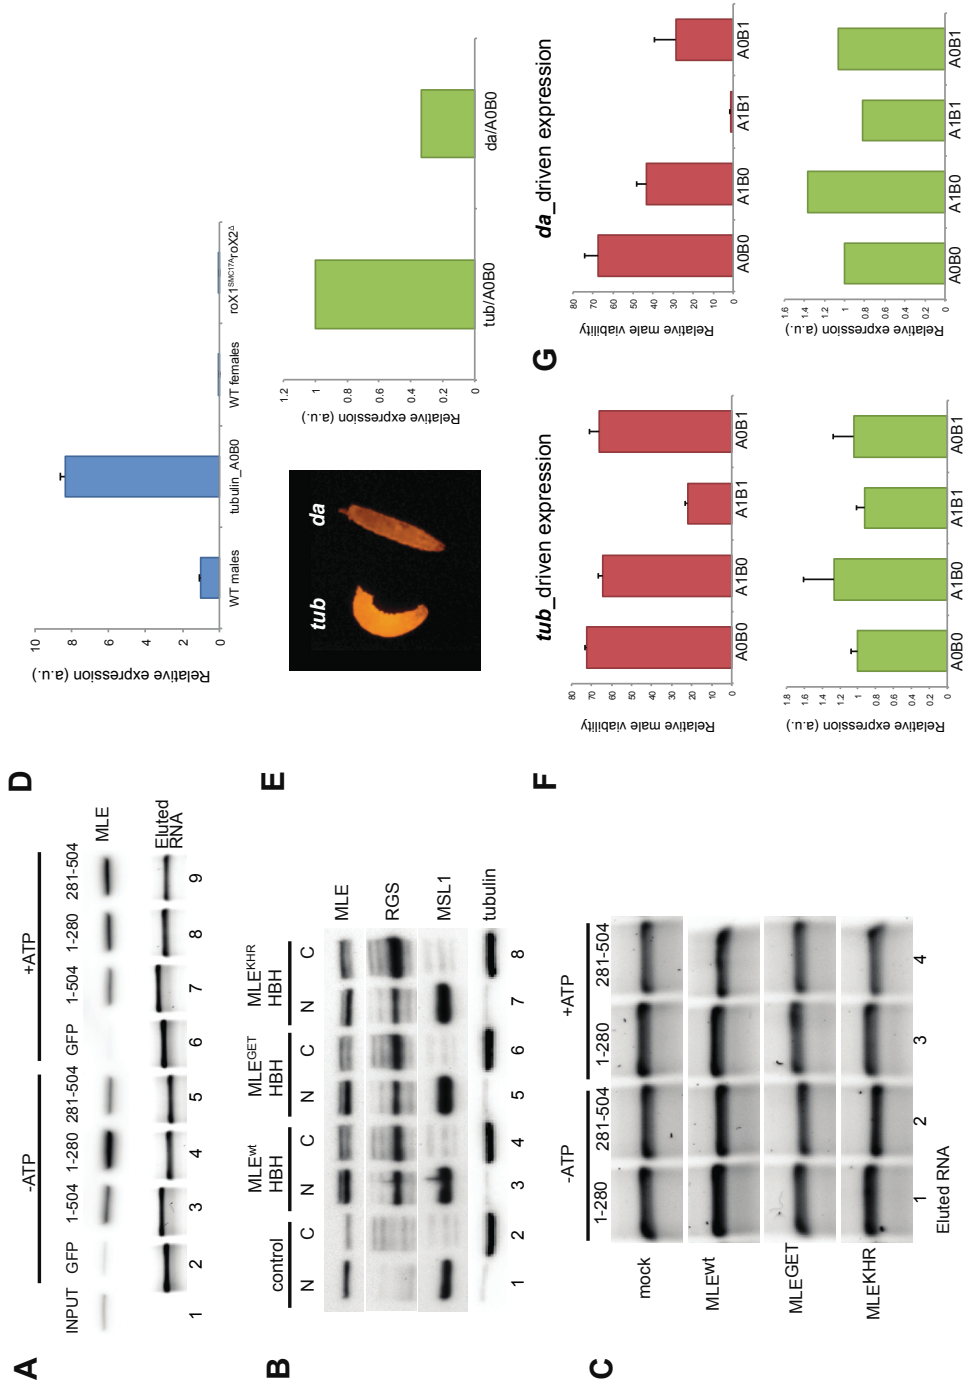 A
-ATP
+ATP
INPUT GFP 1-504 1-280 281-504 GFP 1-504 1-280 281-504
MLE
Eluted
RNA
1 2 3 4 5 6 7 8 9
B
control
MLEwt
HBH
MLEGET
HBH
MLEKHR
HBH
N C N C N C N C
MLE
RGS
MSL1
tubulin
1 2 3 4 5 6 7 8
C
-ATP
+ATP
1-280 281-504 1-280 281-504
mock
MLEwt
MLEGET
MLEKHR
1 2 3 4
Eluted RNA
D
Relative expression (a.u.)
10
8
6
4
2
0
WT males
tubulin_A0B0
WT females
roX1SMC17AroX2Δ
E
tub
da
Relative expression (a.u.)
1.2
1
0.8
0.6
0.4
0.2
0
tub/A0B0
da/A0B0
F
tub_driven expression
Relative male viability
80
70
60
50
40
30
20
10
0
A0B0
A1B0
A1B1
A0B1
Relative expression (a.u.)
1.8
1.6
1.4
1.2
1
0.8
0.6
0.4
0.2
0
A0B0
A1B0
A1B1
A0B1
G
da_driven expression
Relative male viability
80
70
60
50
40
30
20
10
0
A0B0
A1B0
A1B1
A0B1
Relative expression (a.u.)
1.6
1.4
1.2
1
0.8
0.6
0.4
0.2
0
A0B0
A1B0
A1B1
A0B1